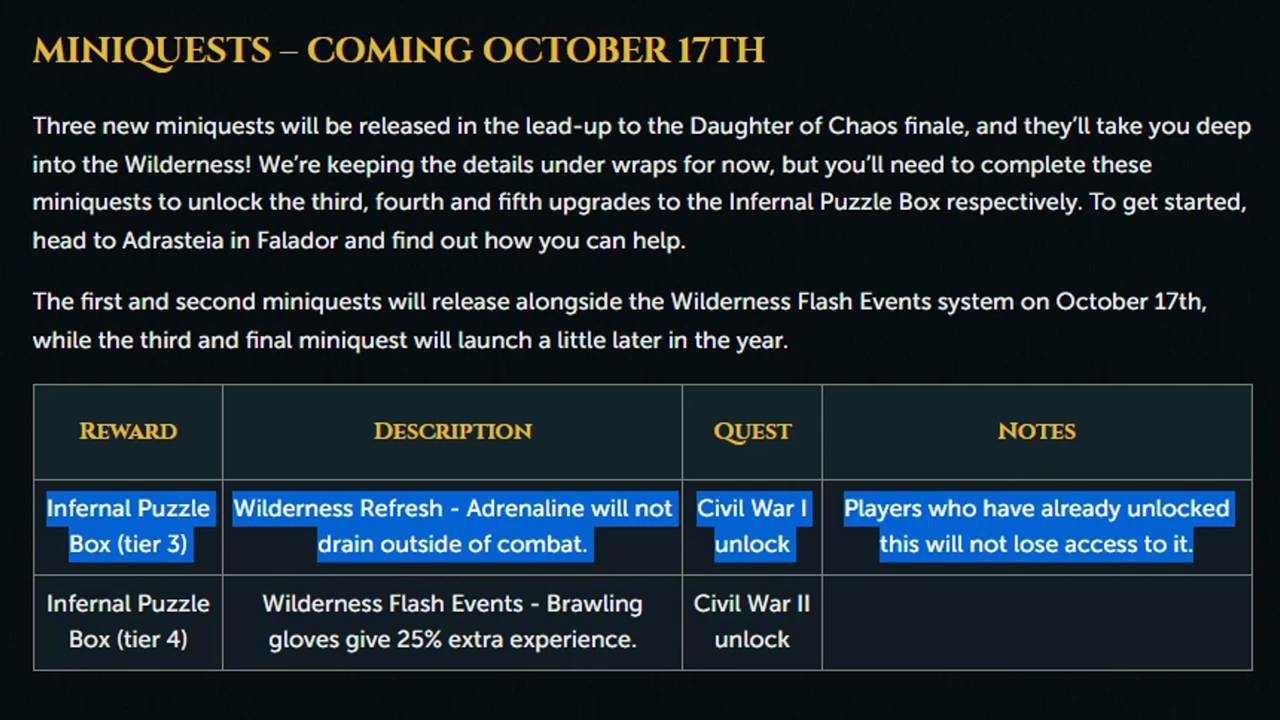 MINIQUESTS – COMING OCTOBER 17TH
Three new miniquests will be released in the lead-up to the Daughter of Chaos finale, and they’ll take you deep
into the Wilderness! We’re keeping the details under wraps for now, but you’ll need to complete these
miniquests to unlock the third, fourth and fifth upgrades to the Infernal Puzzle Box respectively. To get started,
head to Adrasteia in Falador and find out how you can help.
The first and second miniquests will release alongside the Wilderness Flash Events system on October 17th,
while the third and final miniquest will launch a little later in the year.
REWARD DESCRIPTION QUEST NOTES
Infernal Puzzle Wilderness Refresh - Adrenaline will not Civil War I Players who have already unlocked
Box (tier 3) drain outside of combat. unlock this will not lose access to it.
Infernal Puzzle Wilderness Flash Events - Brawling Civil War II
Box (tier 4) gloves give 25% extra experience. unlock